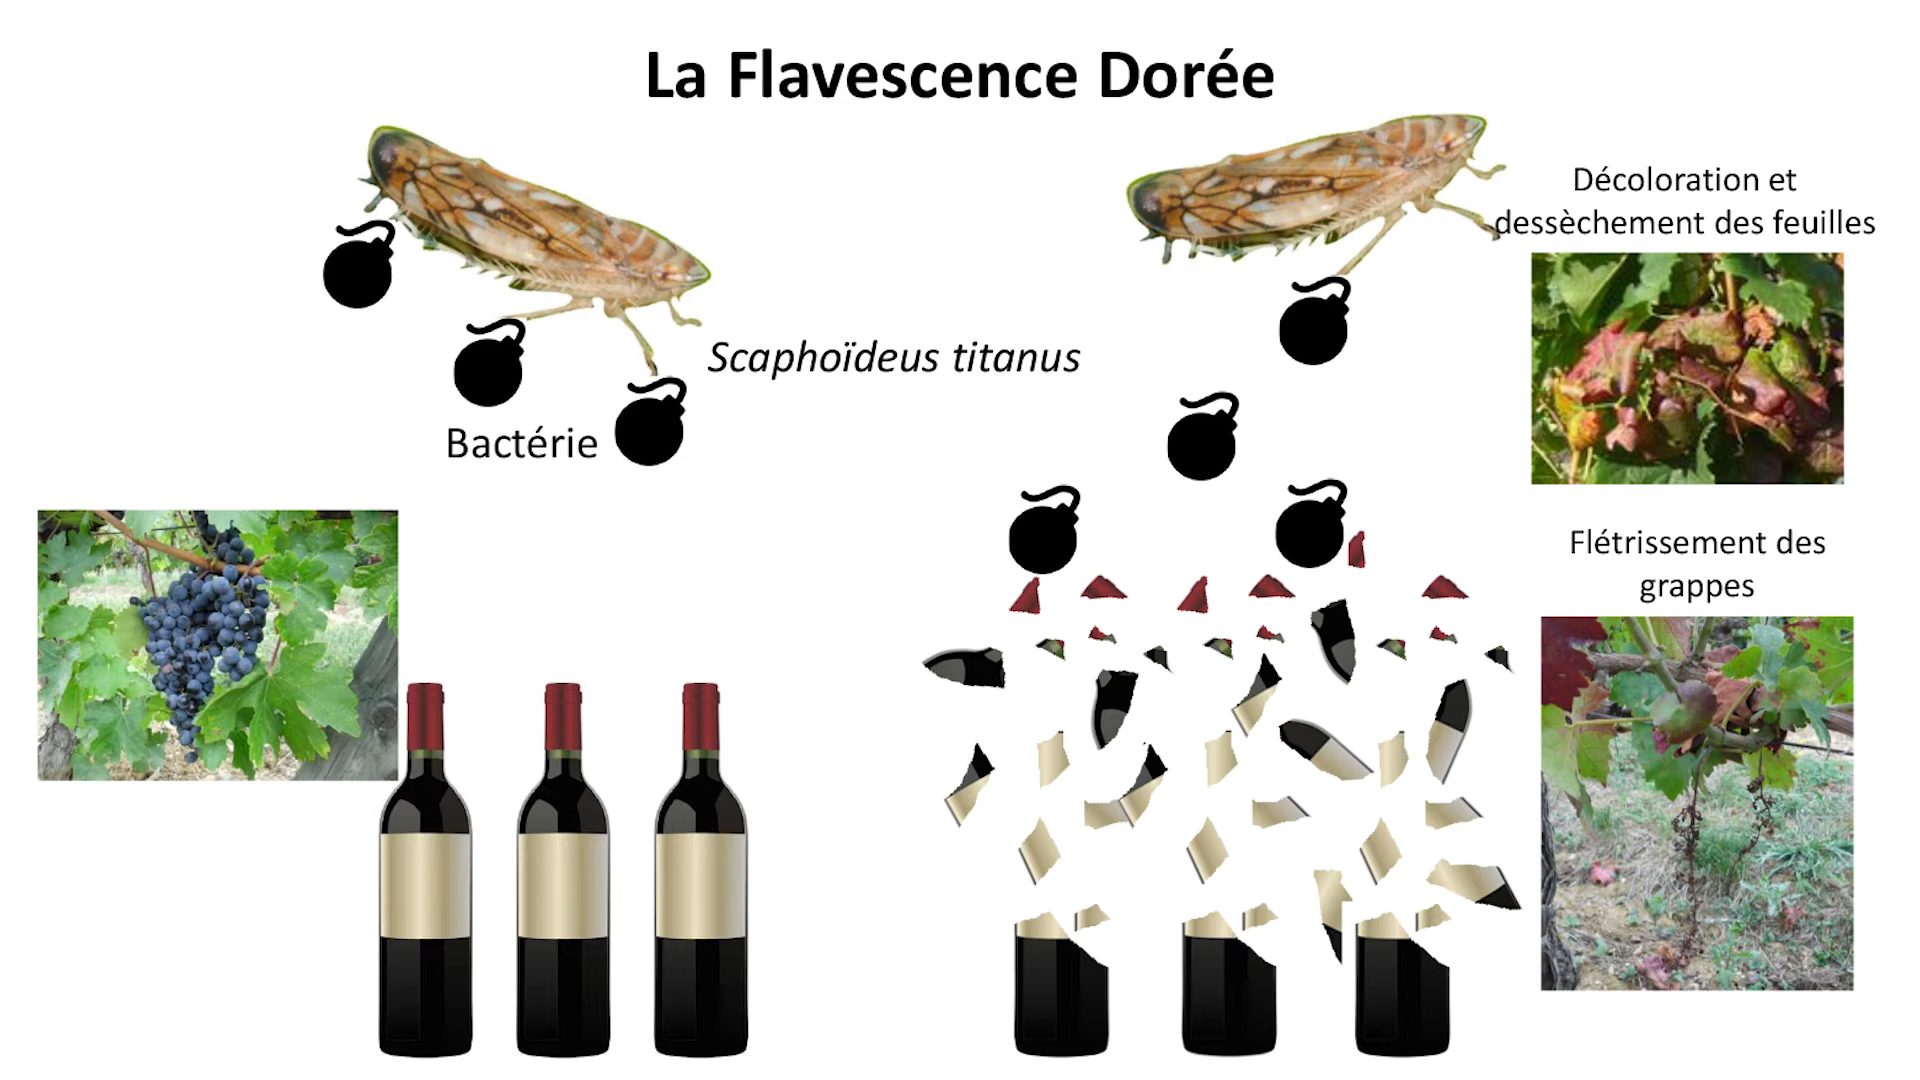 La Flavescence Dorée
Décoloration et
dessèchement des feuilles
Scaphoïdeus titanus
Bactérie
Flétrissement des
grappes